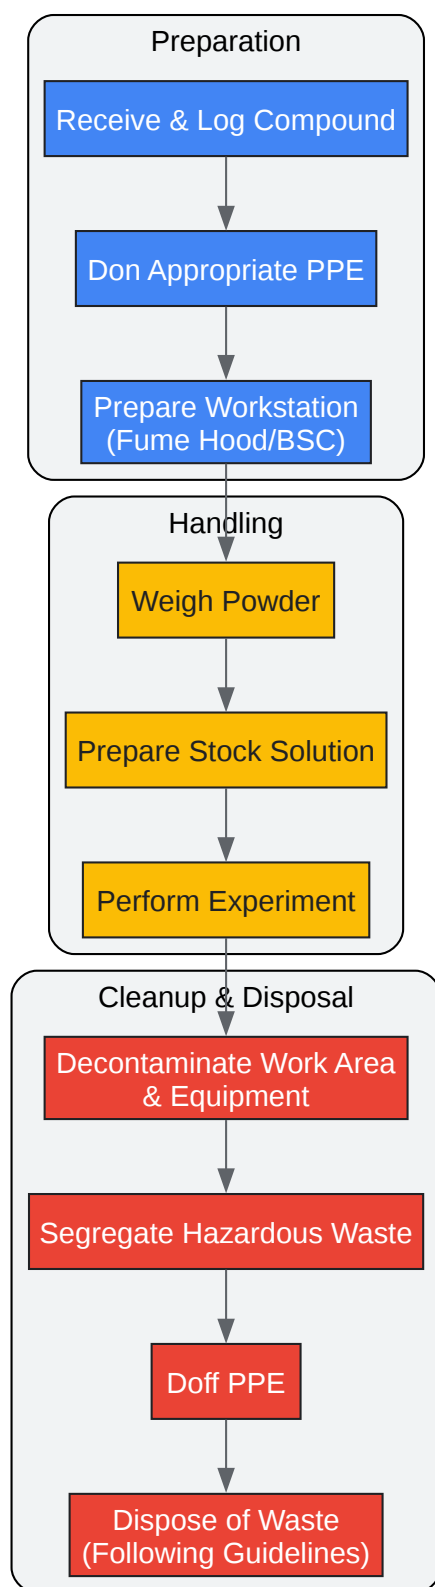 Preparation
Receive & Log Compound
Don Appropriate PPE
Prepare Workstation
(Fume Hood/BSC)
Handling
Weigh Powder
Prepare Stock Solution
Perform Experiment
Cleanup & Disposal
Decontaminate Work Area
& Equipment
Segregate Hazardous Waste
Doff PPE
Dispose of Waste
(Following Guidelines)